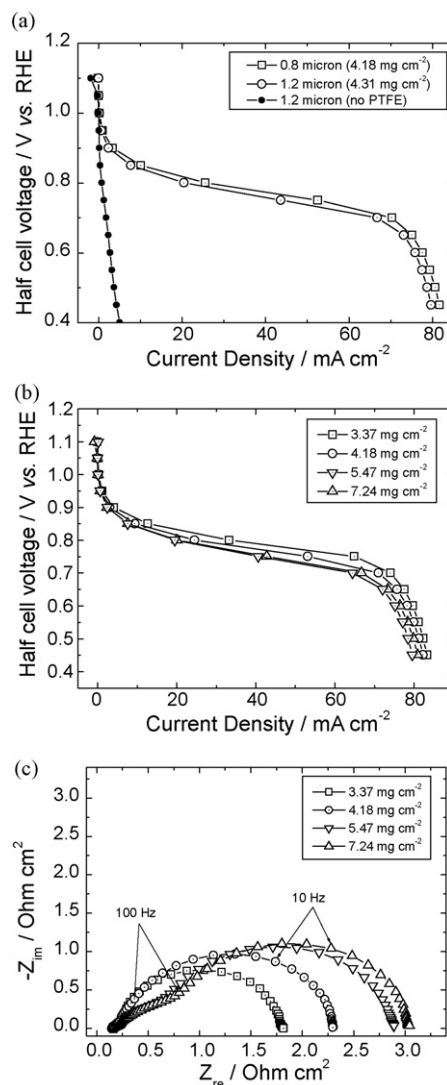 (a)
1.2
1.0
0.8
0.6
0.4
Half cell voltage / V vs. RHE
0.8 micron (4.18 mg cm⁻²)
1.2 micron (4.31 mg cm⁻²)
1.2 micron (no PTFE)
0 20 40 60 80
Current Density / mA cm⁻²
(b)
1.2
1.1
1.0
0.9
0.8
0.7
0.6
0.5
0.4
Half cell voltage / V vs. RHE
3.37 mg cm⁻²
4.18 mg cm⁻²
5.47 mg cm⁻²
7.24 mg cm⁻²
0 20 40 60 80
Current Density / mA cm⁻²
(c)
3.0
2.5
2.0
1.5
1.0
0.5
0.0
-Z_im / Ohm cm²
3.37 mg cm⁻²
4.18 mg cm⁻²
5.47 mg cm⁻²
7.24 mg cm⁻²
100 Hz
10 Hz
0.0 0.5 1.0 1.5 2.0 2.5 3.0
Z_re / Ohm cm²